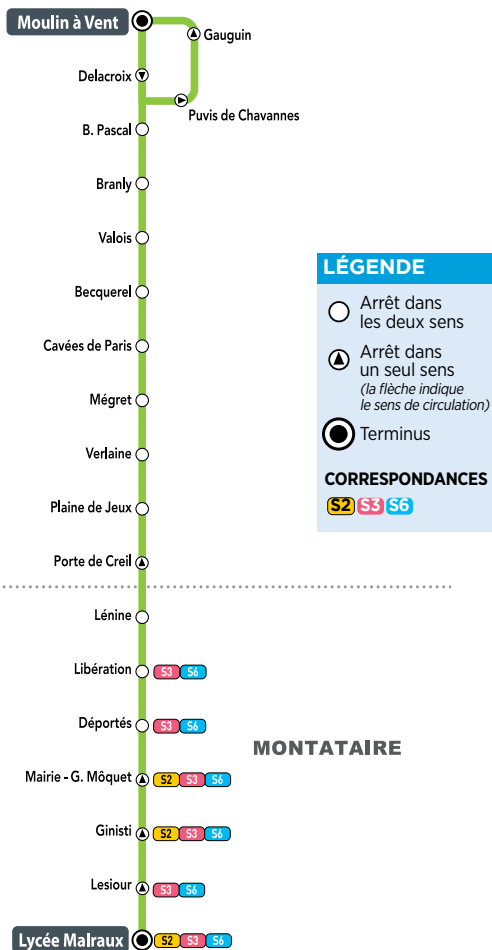 Moulin à Vent
Gauguin
Delacroix
Puvis de Chavannes
B. Pascal
Branly
Valois
Becquerel
Cavées de Paris
Mégret
Verlaine
Plaine de Jeux
Porte de Creil
Lénine
Libération S3 S6
Déportés S3 S6
Mairie - G. Môquet S2 S3 S6
Ginisti S2 S3 S6
Lesiour S3 S6
Lycée Malraux S2 S3 S6
MONTATAIRE
LÉGENDE
Arrêt dans
les deux sens
Arrêt dans
un seul sens
(la flèche indique
le sens de circulation)
Terminus
CORRESPONDANCES
S2 S3 S6